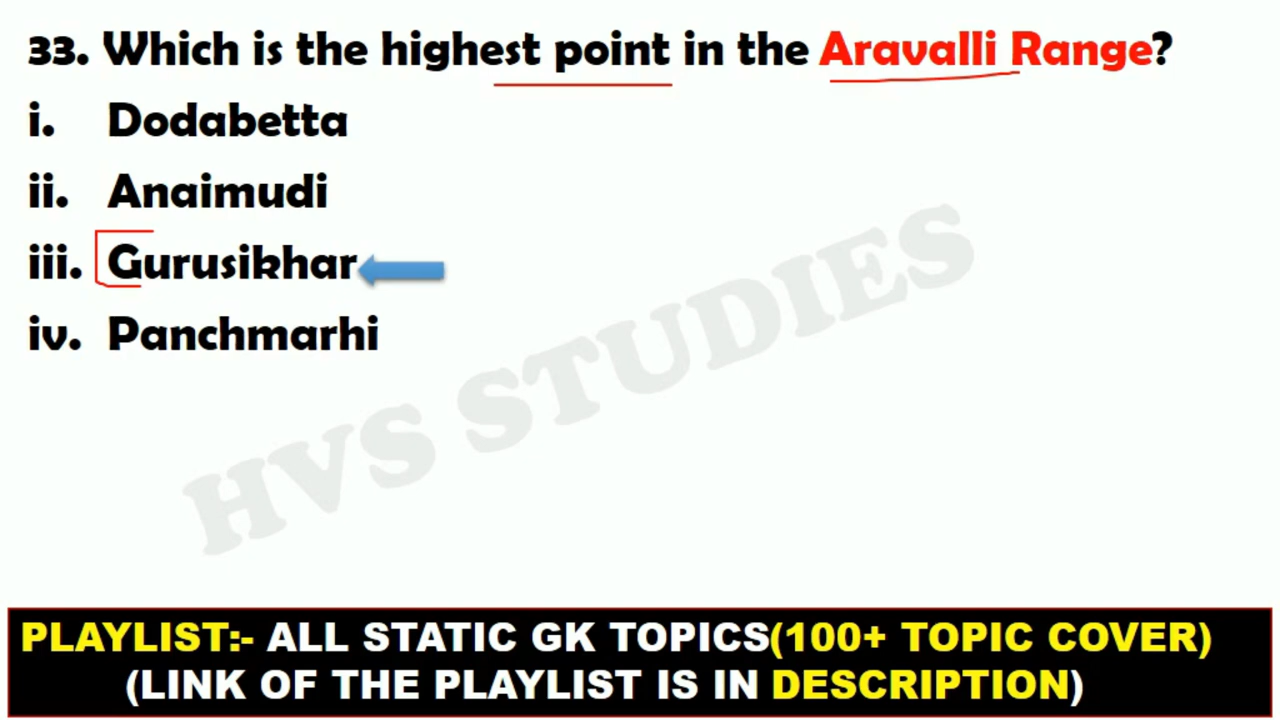 33. Which is the highest point in the Aravalli Range?
i. Dodabetta
ii. Anaimudi
iii. Gurusikhar
iv. Panchmarhi
HVS STUDIES
PLAYLIST:- ALL STATIC GK TOPICS(100+ TOPIC COVER)
(LINK OF THE PLAYLIST IS IN DESCRIPTION)